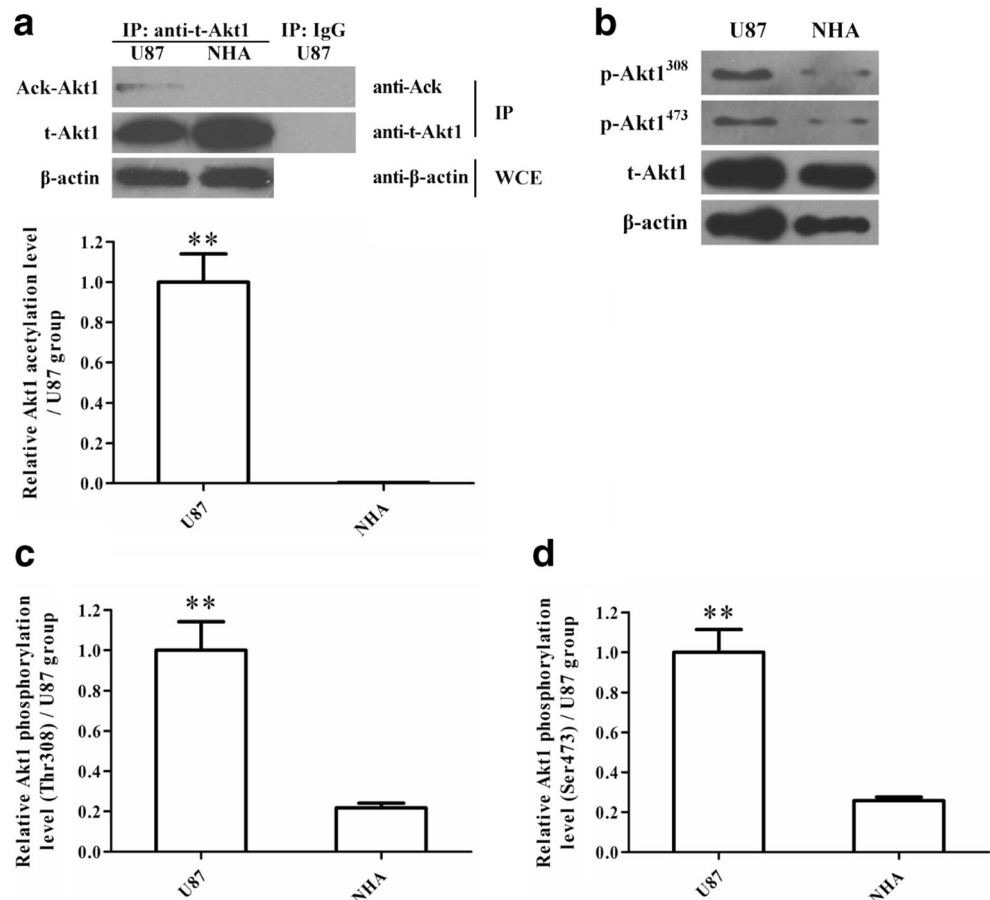 a
IP: anti-t-Akt1 IP: IgG
U87 NHA U87
Ack-Akt1 anti-Ack
t-Akt1 anti-t-Akt1
IP
β-actin anti-β-actin WCE
Relative Akt1 acetylation level
/ U87 group
1.2
1.0
0.8
0.6
0.4
0.2
0.0
**
U87 NHA
b
U87 NHA
p-Akt1³⁰⁸
p-Akt1⁴⁷³
t-Akt1
β-actin
c
Relative Akt1 phosphorylation
level (Thr308) / U87 group
1.2
1.0
0.8
0.6
0.4
0.2
0.0
**
U87 NHA
d
Relative Akt1 phosphorylation
level (Ser473) / U87 group
1.2
1.0
0.8
0.6
0.4
0.2
0.0
**
U87 NHA